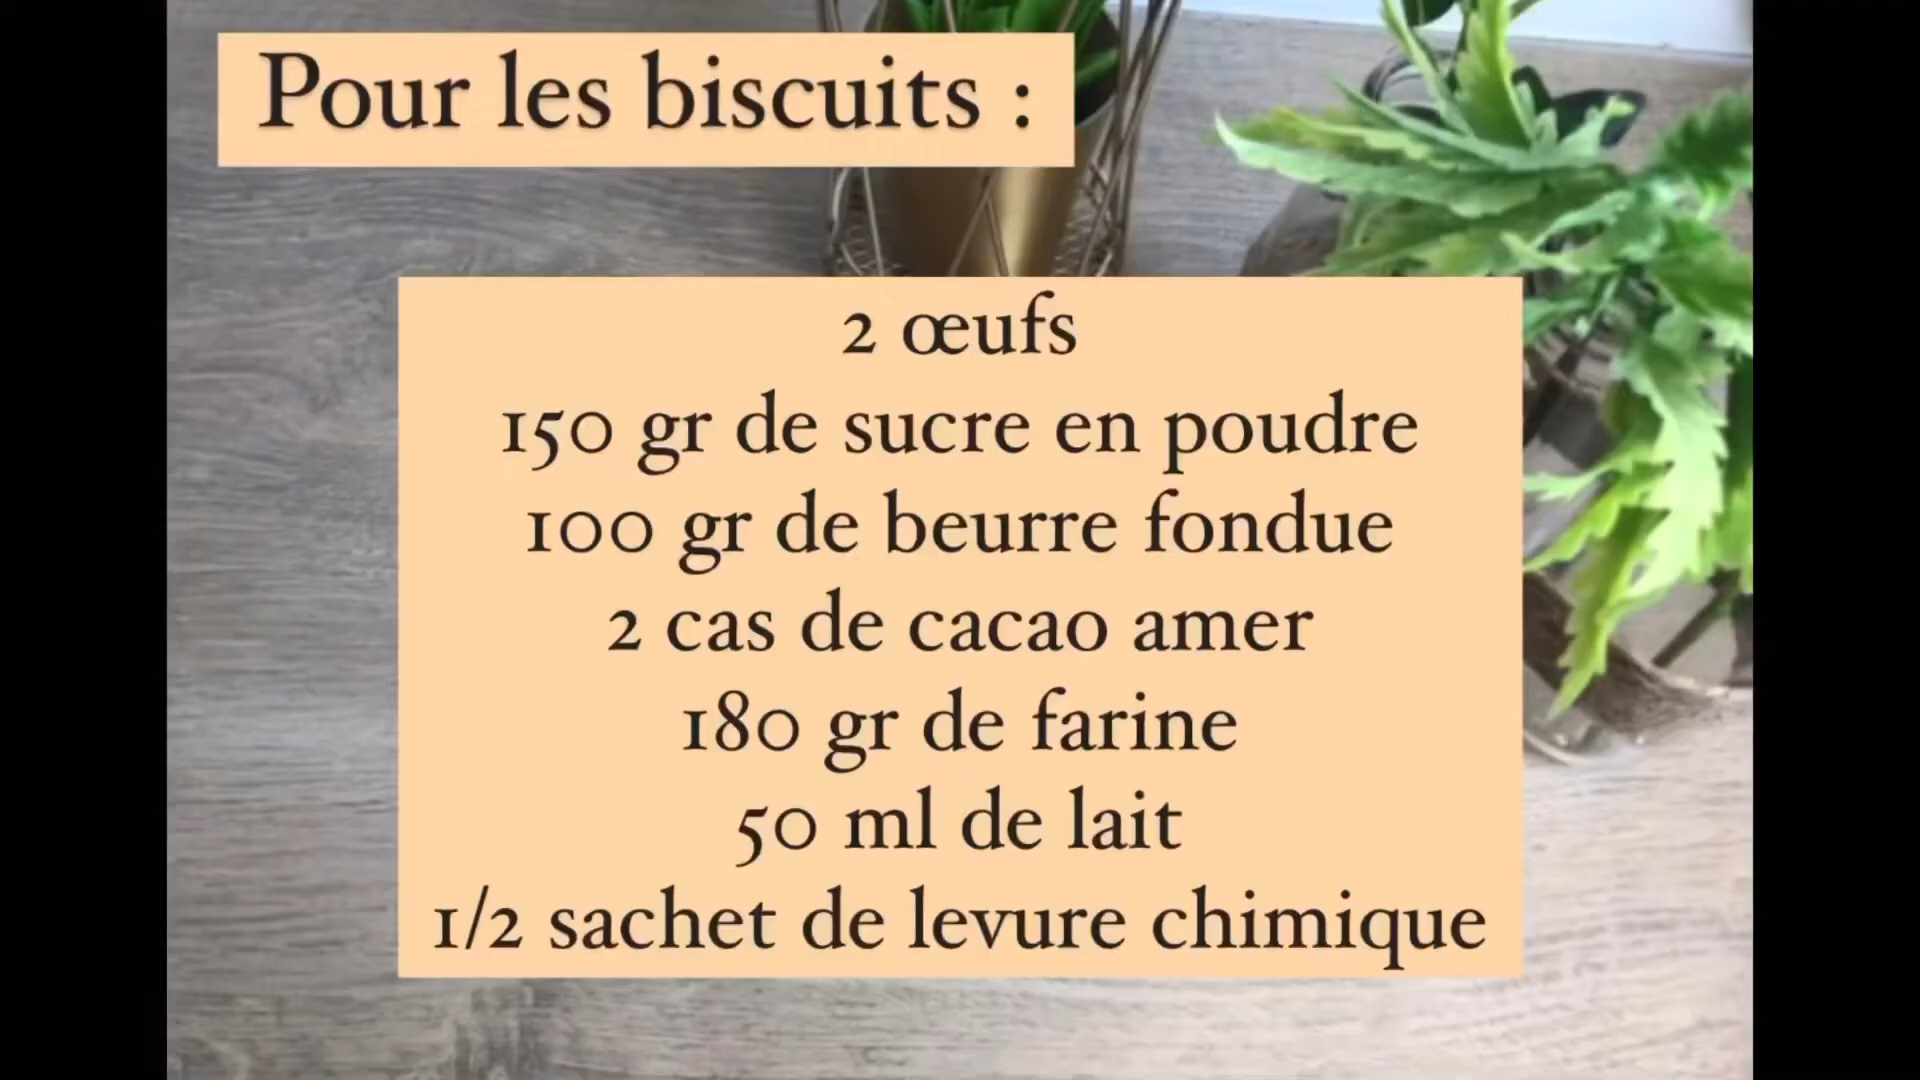 Pour les biscuits :
2 œufs
150 gr de sucre en poudre
100 gr de beurre fondue
2 cas de cacao amer
180 gr de farine
50 ml de lait
1/2 sachet de levure chimique